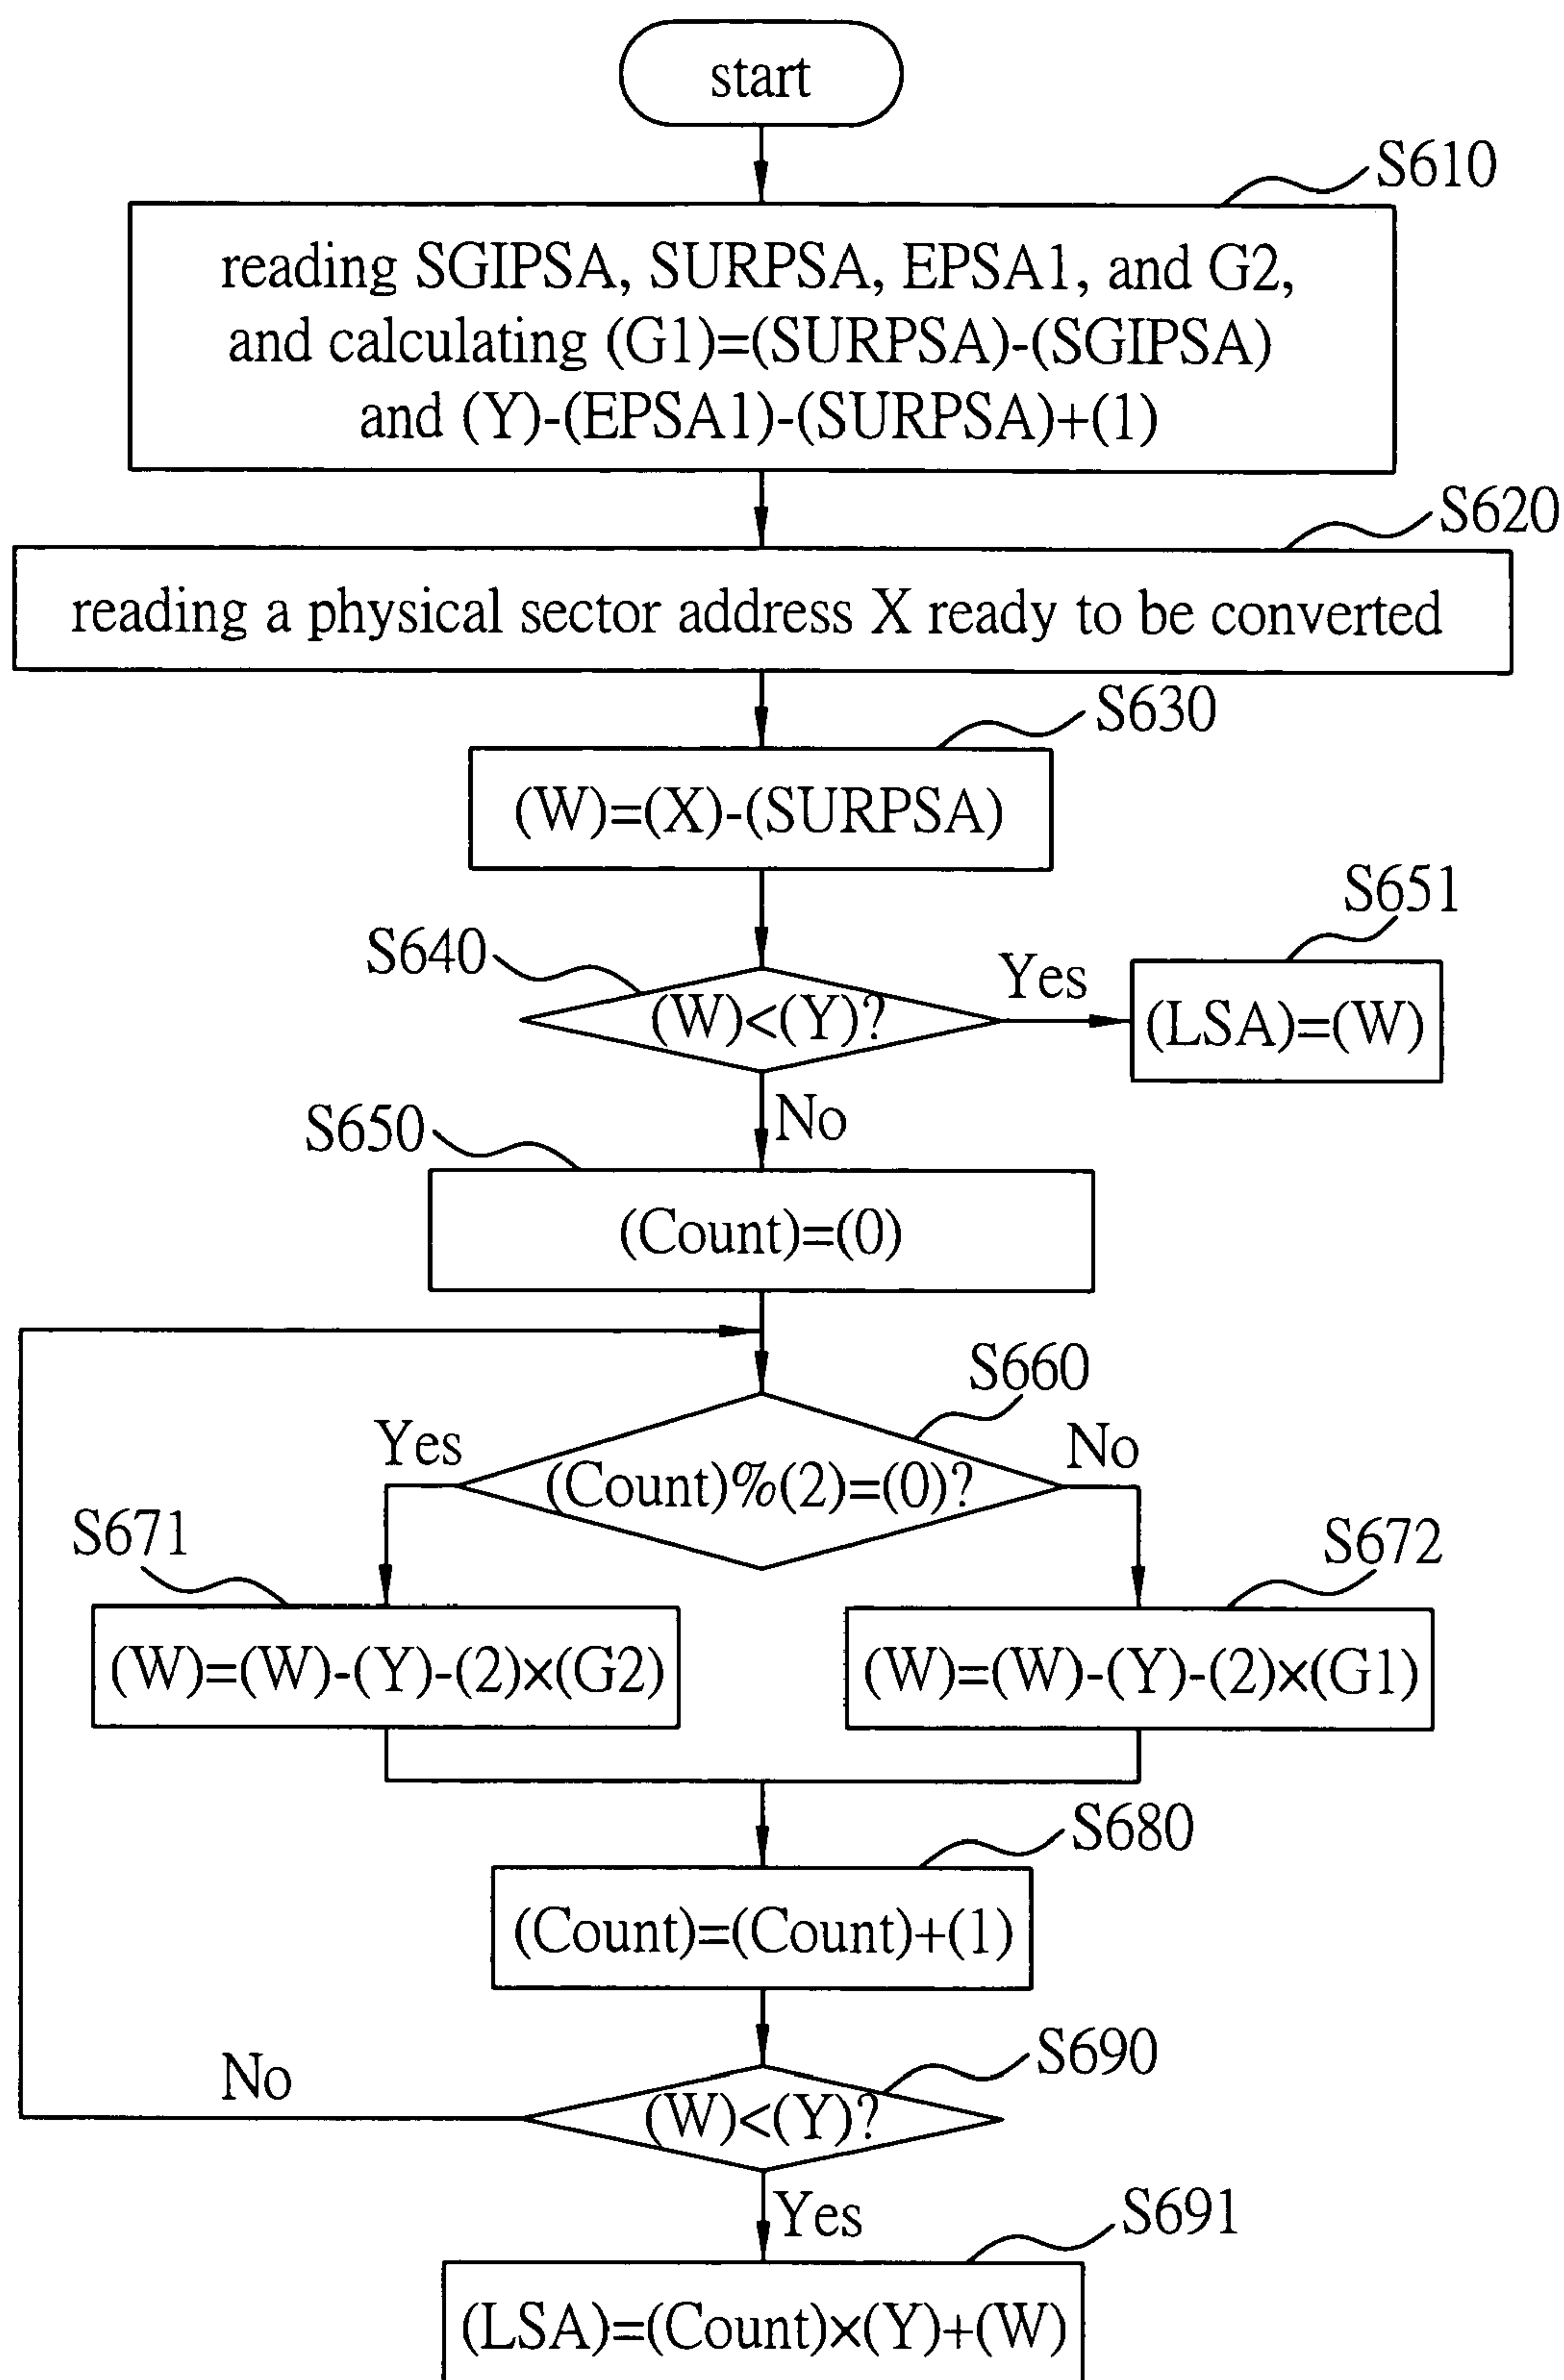 start
S610
reading SGIPSA, SURPSA, EPSA1, and G2,
and calculating (G1)=(SURPSA)-(SGIPSA)
and (Y)-(EPSA1)-(SURPSA)+(1)
S620
reading a physical sector address X ready to be converted
S630
(W)=(X)-(SURPSA)
S640
(W)<(Y)?
Yes
S651
(LSA)=(W)
No
S650
(Count)=(0)
S660
(Count)%(2)=(0)?
Yes
No
S671
(W)=(W)-(Y)-(2)×(G2)
S672
(W)=(W)-(Y)-(2)×(G1)
S680
(Count)=(Count)+(1)
S690
(W)<(Y)?
No
Yes
S691
(LSA)=(Count)×(Y)+(W)